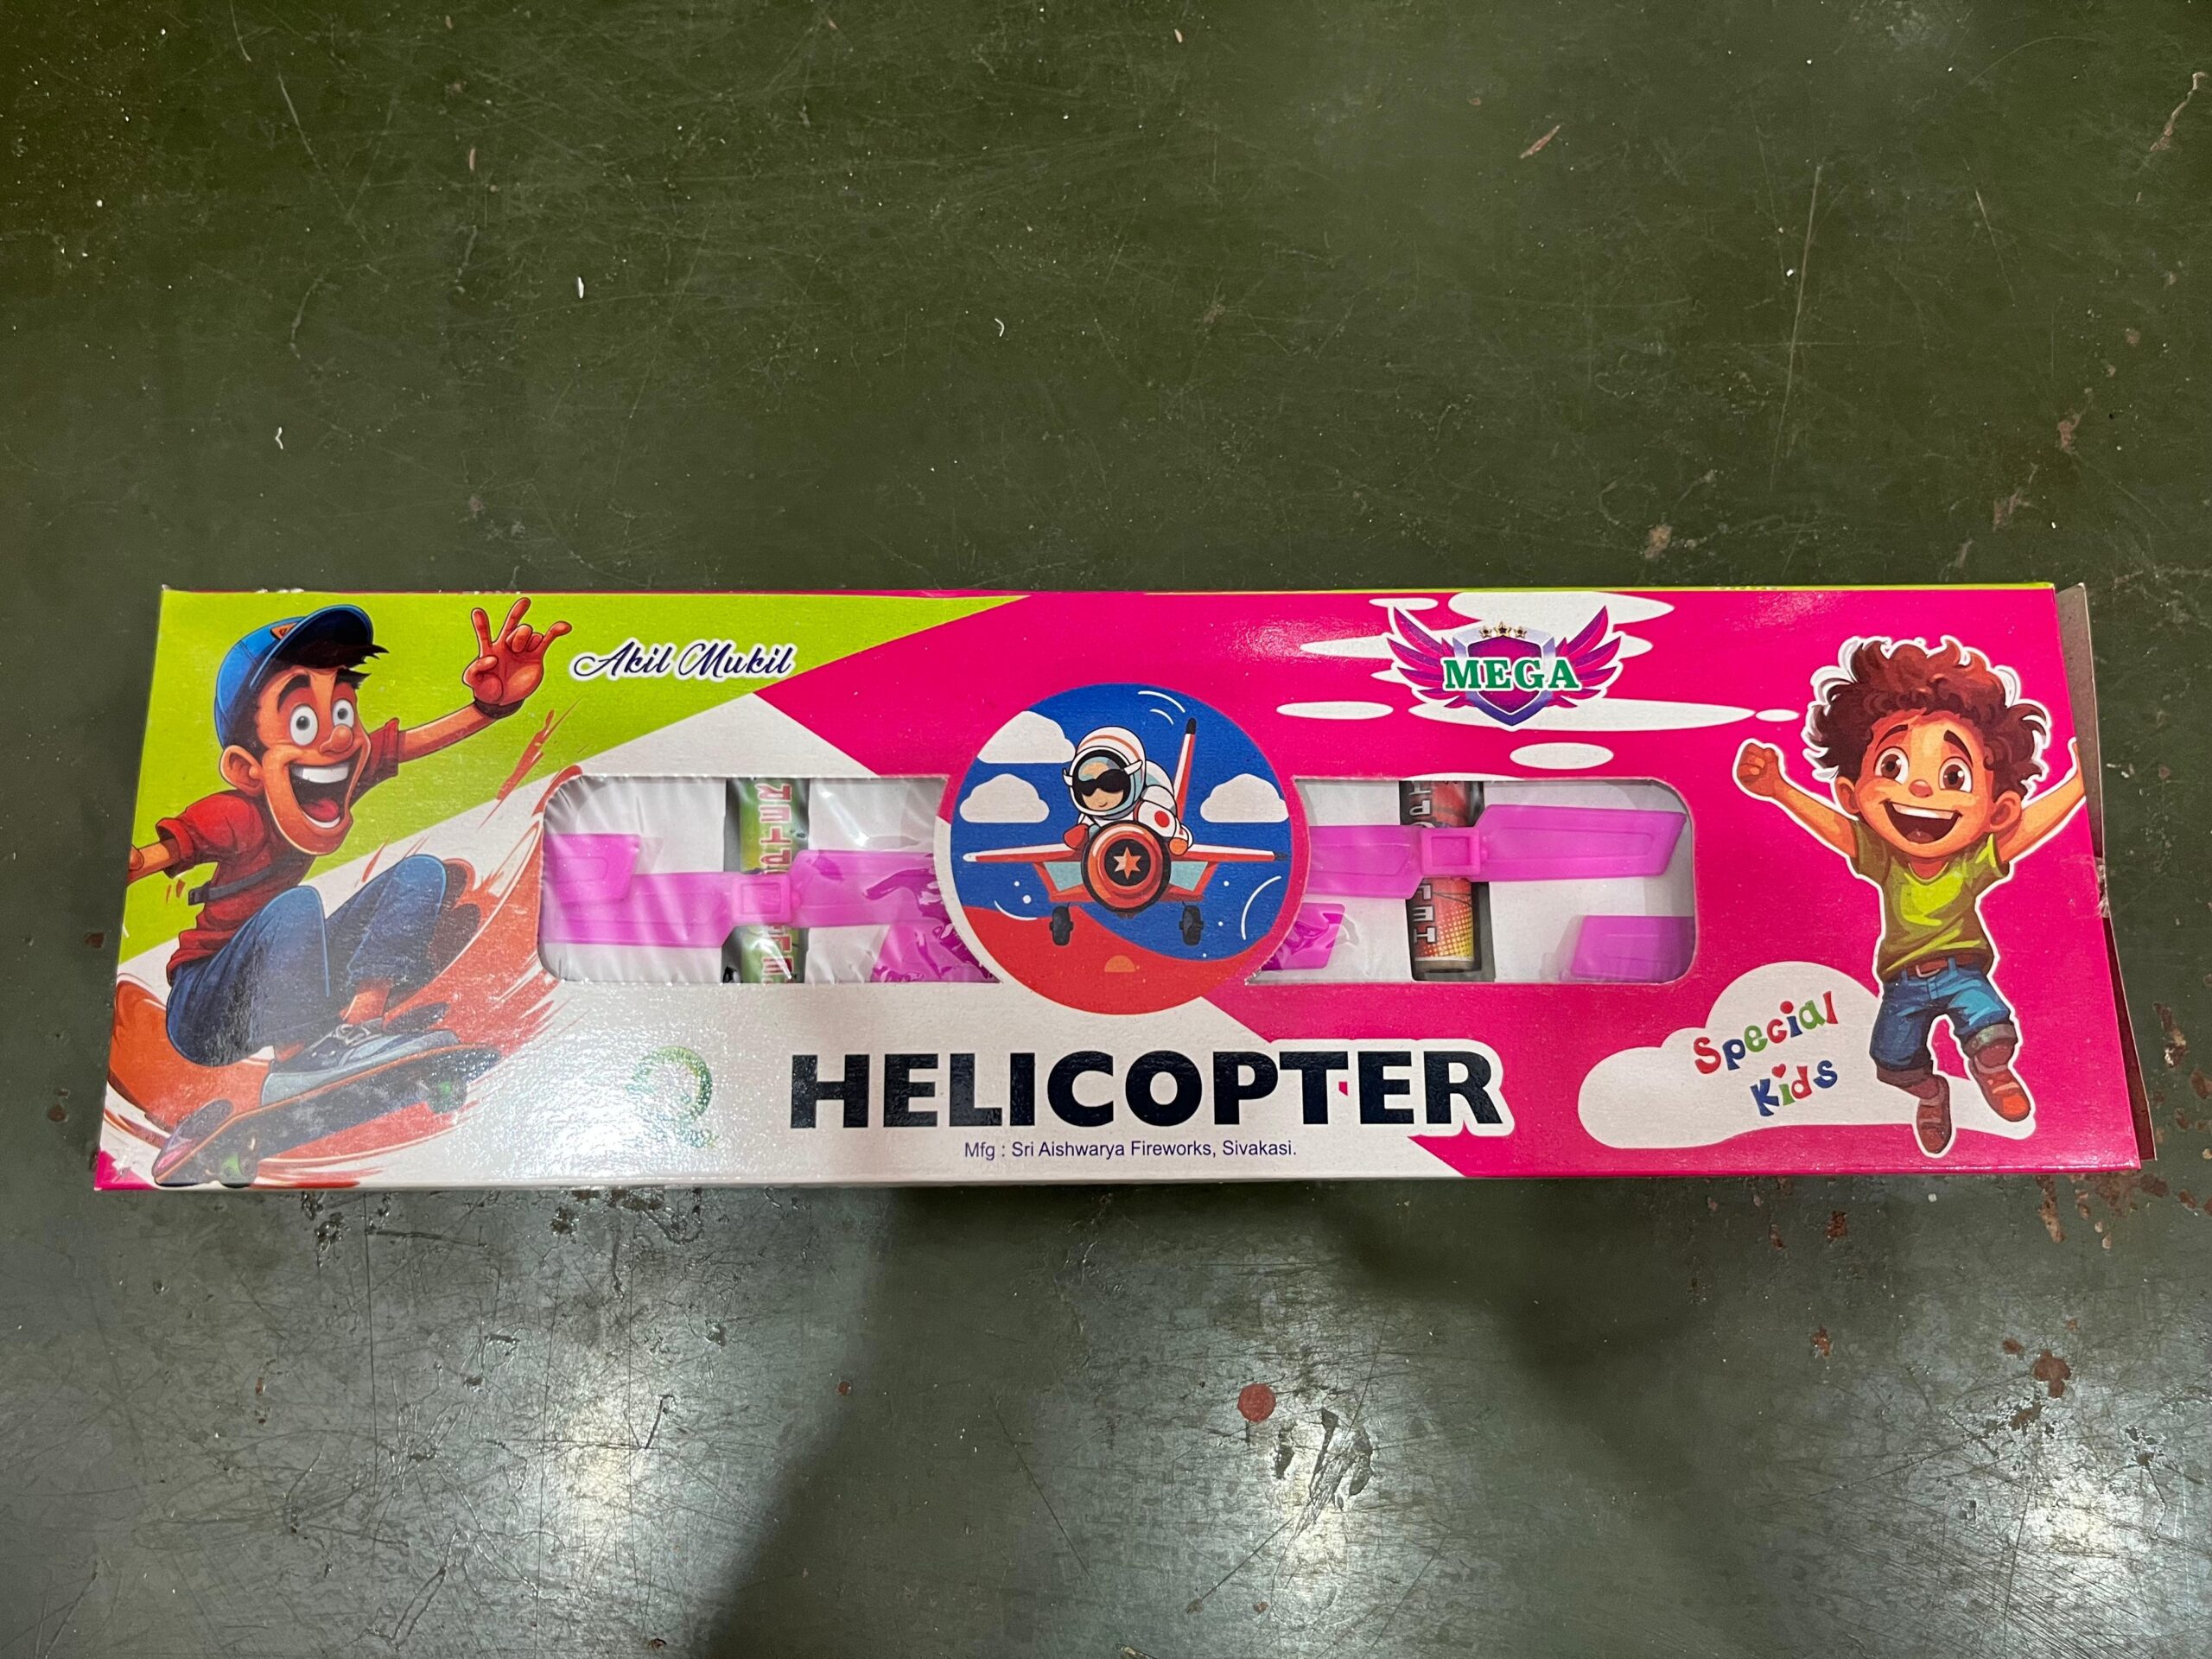 Akil Mukil
MEGA
HELICOPTER
Mfg : Sri Aishwarya Fireworks, Sivakasi.
Special
Kids